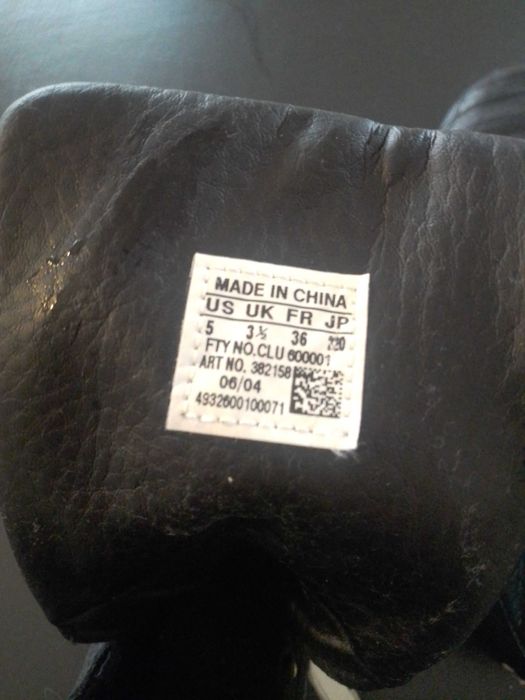 MADE IN CHINA
US UK FR JP
5 3½ 36 220
FTY NO.CLU 600001
ART NO. 382158
06/04
4932600100071